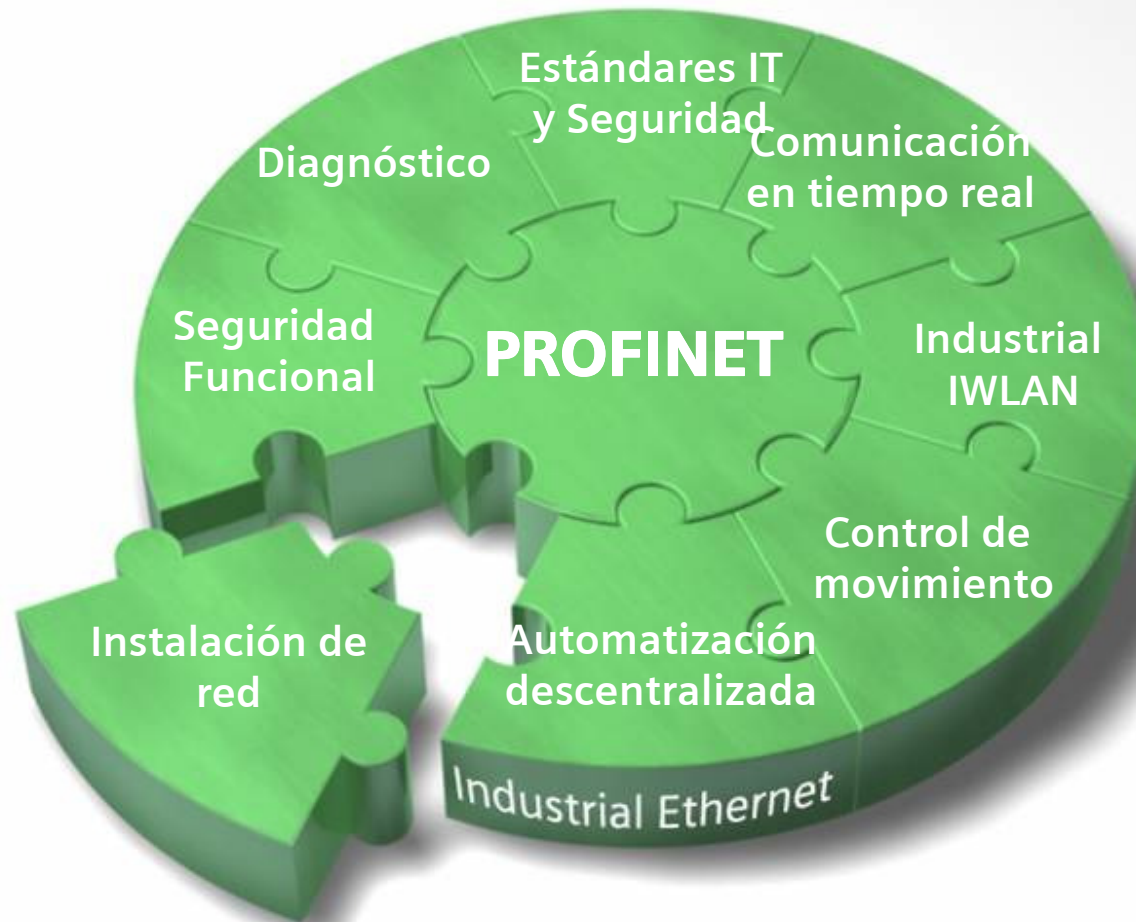 Estándares IT
y Seguridad
Comunicación
en tiempo real
Diagnóstico
Seguridad
Funcional
PROFINET
Industrial
IWLAN
Control de
movimiento
Automatización
descentralizada
Instalación de
red
Industrial Ethernet